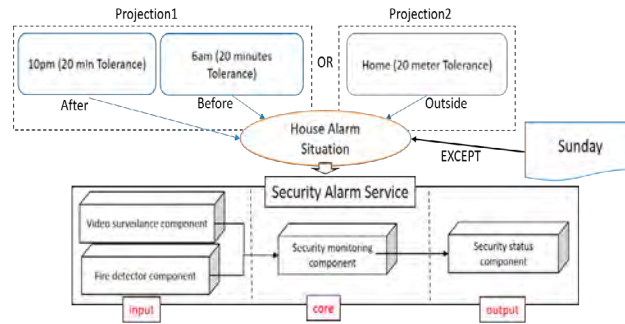 Projection1
Projection2
10pm (20 min Tolerance)
6am (20 minutes
Tolerance)
OR
Home (20 meter Tolerance)
After
Before
Outside
House Alarm
Situation
EXCEPT
Sunday
Security Alarm Service
Video surveilance component
Fire detector component
Security monitoring
component
Security status
component
input
core
output